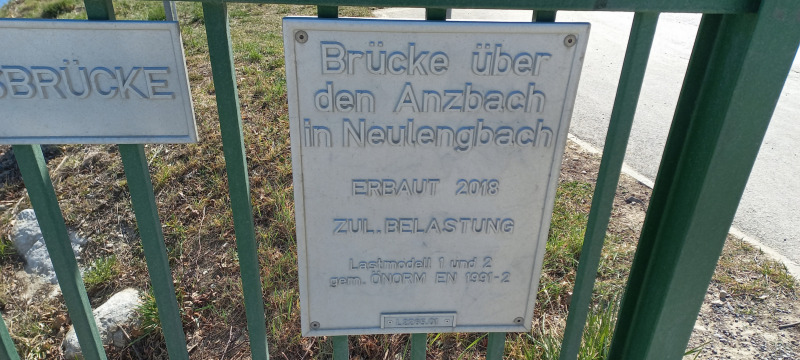 SBRÜCKE
Brücke über
den Anzbach
in Neulengbach
ERBAUT 2018
ZUL. BELASTUNG
Lastmodell 1 und 2
gem. ÖNORM EN 1991-2